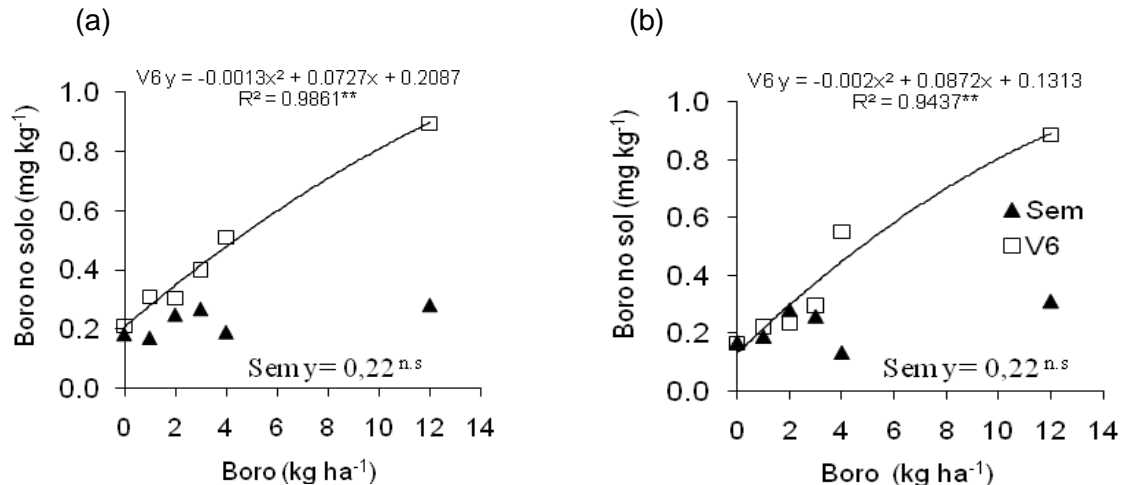 (a)
V6 y = -0.0013x² + 0.0727x + 0.2087
R² = 0.9861**
1.0
0.8
0.6
0.4
0.2
0.0
Boro no solo (mg kg⁻¹)
Sem y= 0,22 n.s
0 2 4 6 8 10 12 14
Boro (kg ha⁻¹)
(b)
V6 y = -0.002x² + 0.0872x + 0.1313
R² = 0.9437**
1.0
0.8
0.6
0.4
0.2
0.0
Boro no sol (mg kg⁻¹)
Sem
V6
Sem y= 0,22 n.s
0 2 4 6 8 10 12 14
Boro (kg ha⁻¹)